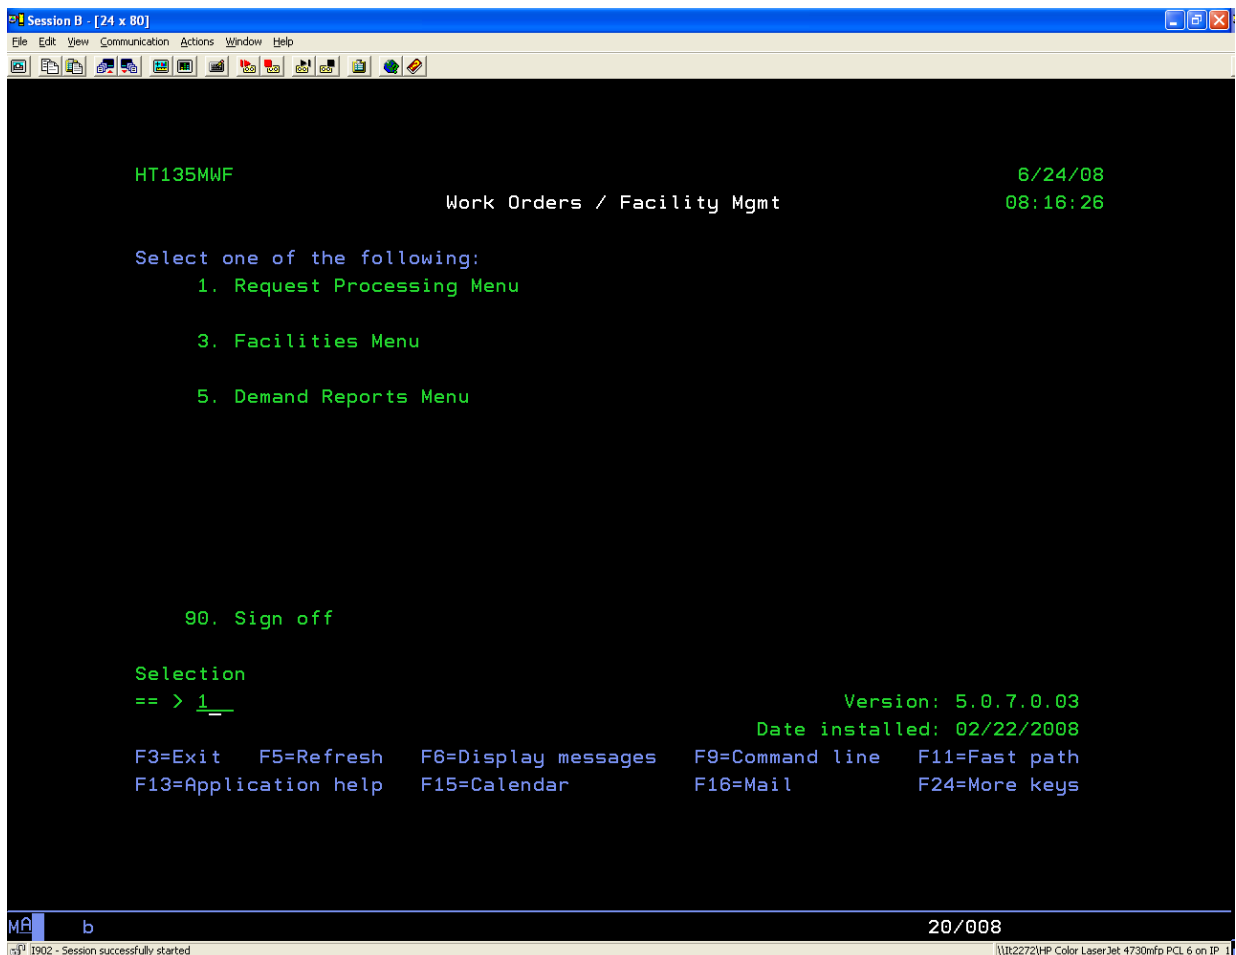 Session B - [24 x 80]
File Edit View Communication Actions Window Help
HT135MWF 6/24/08
Work Orders / Facility Mgmt 08:16:26
Select one of the following:
1. Request Processing Menu
3. Facilities Menu
5. Demand Reports Menu
90. Sign off
Selection
== > 1 Version: 5.0.7.0.03
Date installed: 02/22/2008
F3=Exit F5=Refresh F6=Display messages F9=Command line F11=Fast path
F13=Application help F15=Calendar F16=Mail F24=More keys
MA b 20/008
I902 - Session successfully started \\It2272\HP Color LaserJet 4730mfp PCL 6 on IP_1